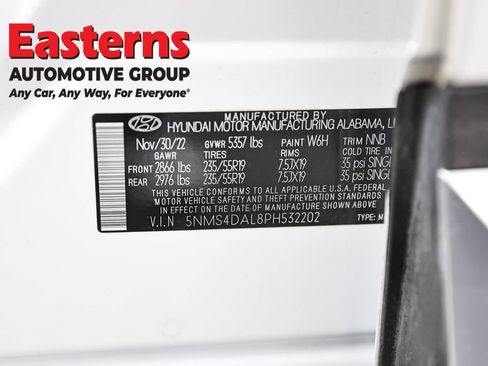 Easterns
AUTOMOTIVE GROUP
Any Car, Any Way, For Everyone®
MANUFACTURED BY
HYUNDAI MOTOR MANUFACTURING ALABAMA,
Nov/30/22 GVWR 5357 lbs PAINT W6H TRIM NNB
GAWR TIRES RIMS COLD TIRE IN
FRONT 2866 lbs 235/55R19 7.5JX19 35 psi SINGL
REAR 2976 lbs 235/55R19 7.5JX19 35 psi SINGL
THIS VEHICLE CONFORMS TO ALL APPLICABLE U.S.A. FEDERAL
MOTOR VEHICLE SAFETY AND THEFT PREVENTION STANDARDS
IN EFFECT ON THE DATE OF MANUFACTURE SHOWN ABOVE.
V.I.N 5NMS4DAL8PH532202 TYPE: M